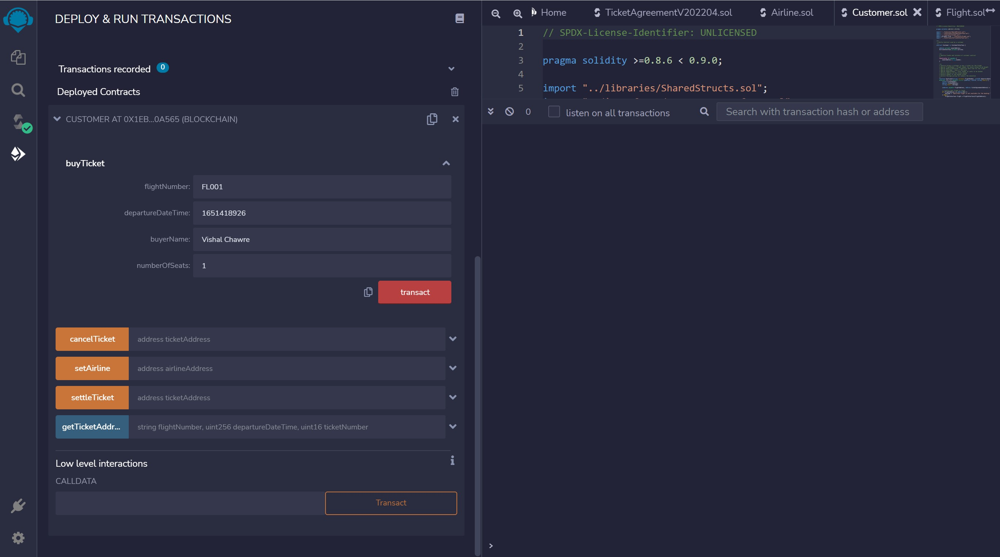 DEPLOY & RUN TRANSACTIONS
Transactions recorded 0
Deployed Contracts
CUSTOMER AT 0X1EB...0A565 (BLOCKCHAIN)
buyTicket
flightNumber: FL001
departureDateTime: 1651418926
buyerName: Vishal Chawre
numberOfSeats: 1
transact
cancelTicket address ticketAddress
setAirline address airlineAddress
settleTicket address ticketAddress
getTicketAddr... string flightNumber, uint256 departureDateTime, uint16 ticketNumber
Low level interactions
CALLDATA
Transact
Home TicketAgreementV202204.sol Airline.sol Customer.sol Flight.sol
1 // SPDX-License-Identifier: UNLICENSED
2
3 pragma solidity >=0.8.6 < 0.9.0;
4
5 import "../libraries/SharedStructs.sol";
0 listen on all transactions Search with transaction hash or address
>